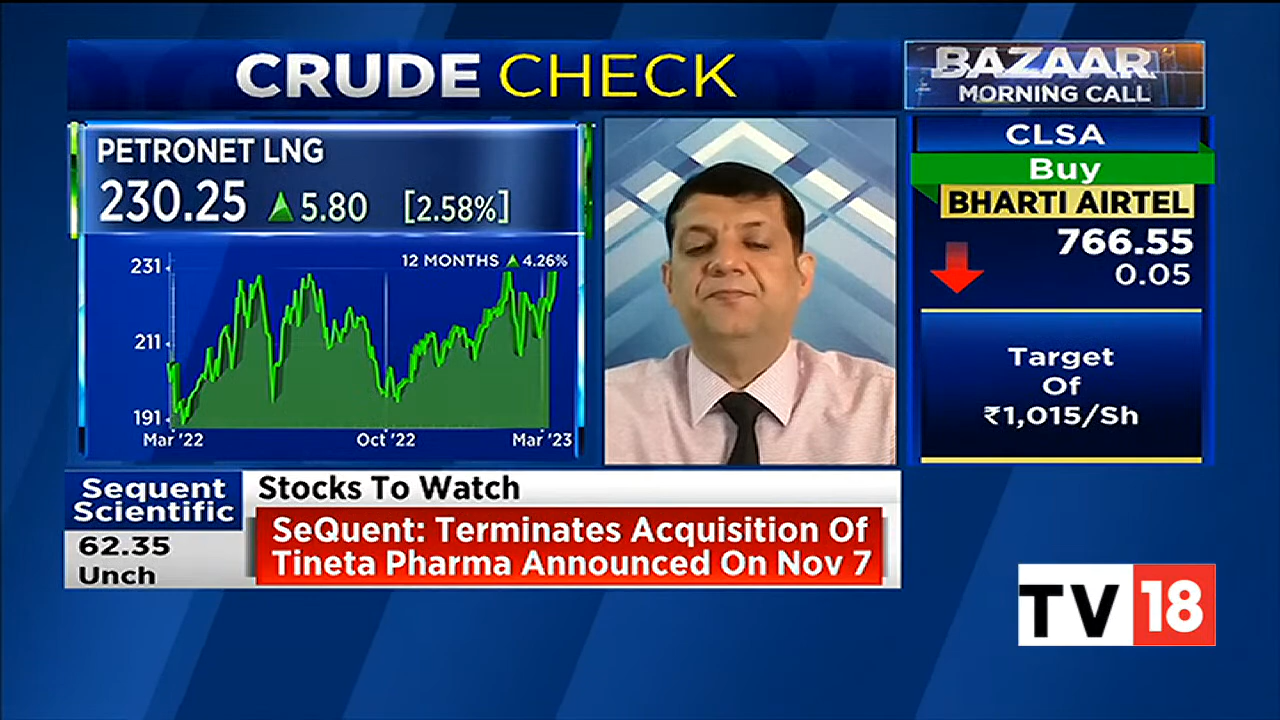 CRUDE CHECK
BAZAAR
MORNING CALL
PETRONET LNG
230.25 ▲ 5.80 [2.58%]
12 MONTHS ▲ 4.26%
231
211
191
Mar '22 Oct '22 Mar '23
CLSA
Buy
BHARTI AIRTEL
766.55
0.05
Target
Of
₹1,015/Sh
Sequent
Scientific
62.35
Unch
Stocks To Watch
SeQuent: Terminates Acquisition Of
Tineta Pharma Announced On Nov 7
TV18